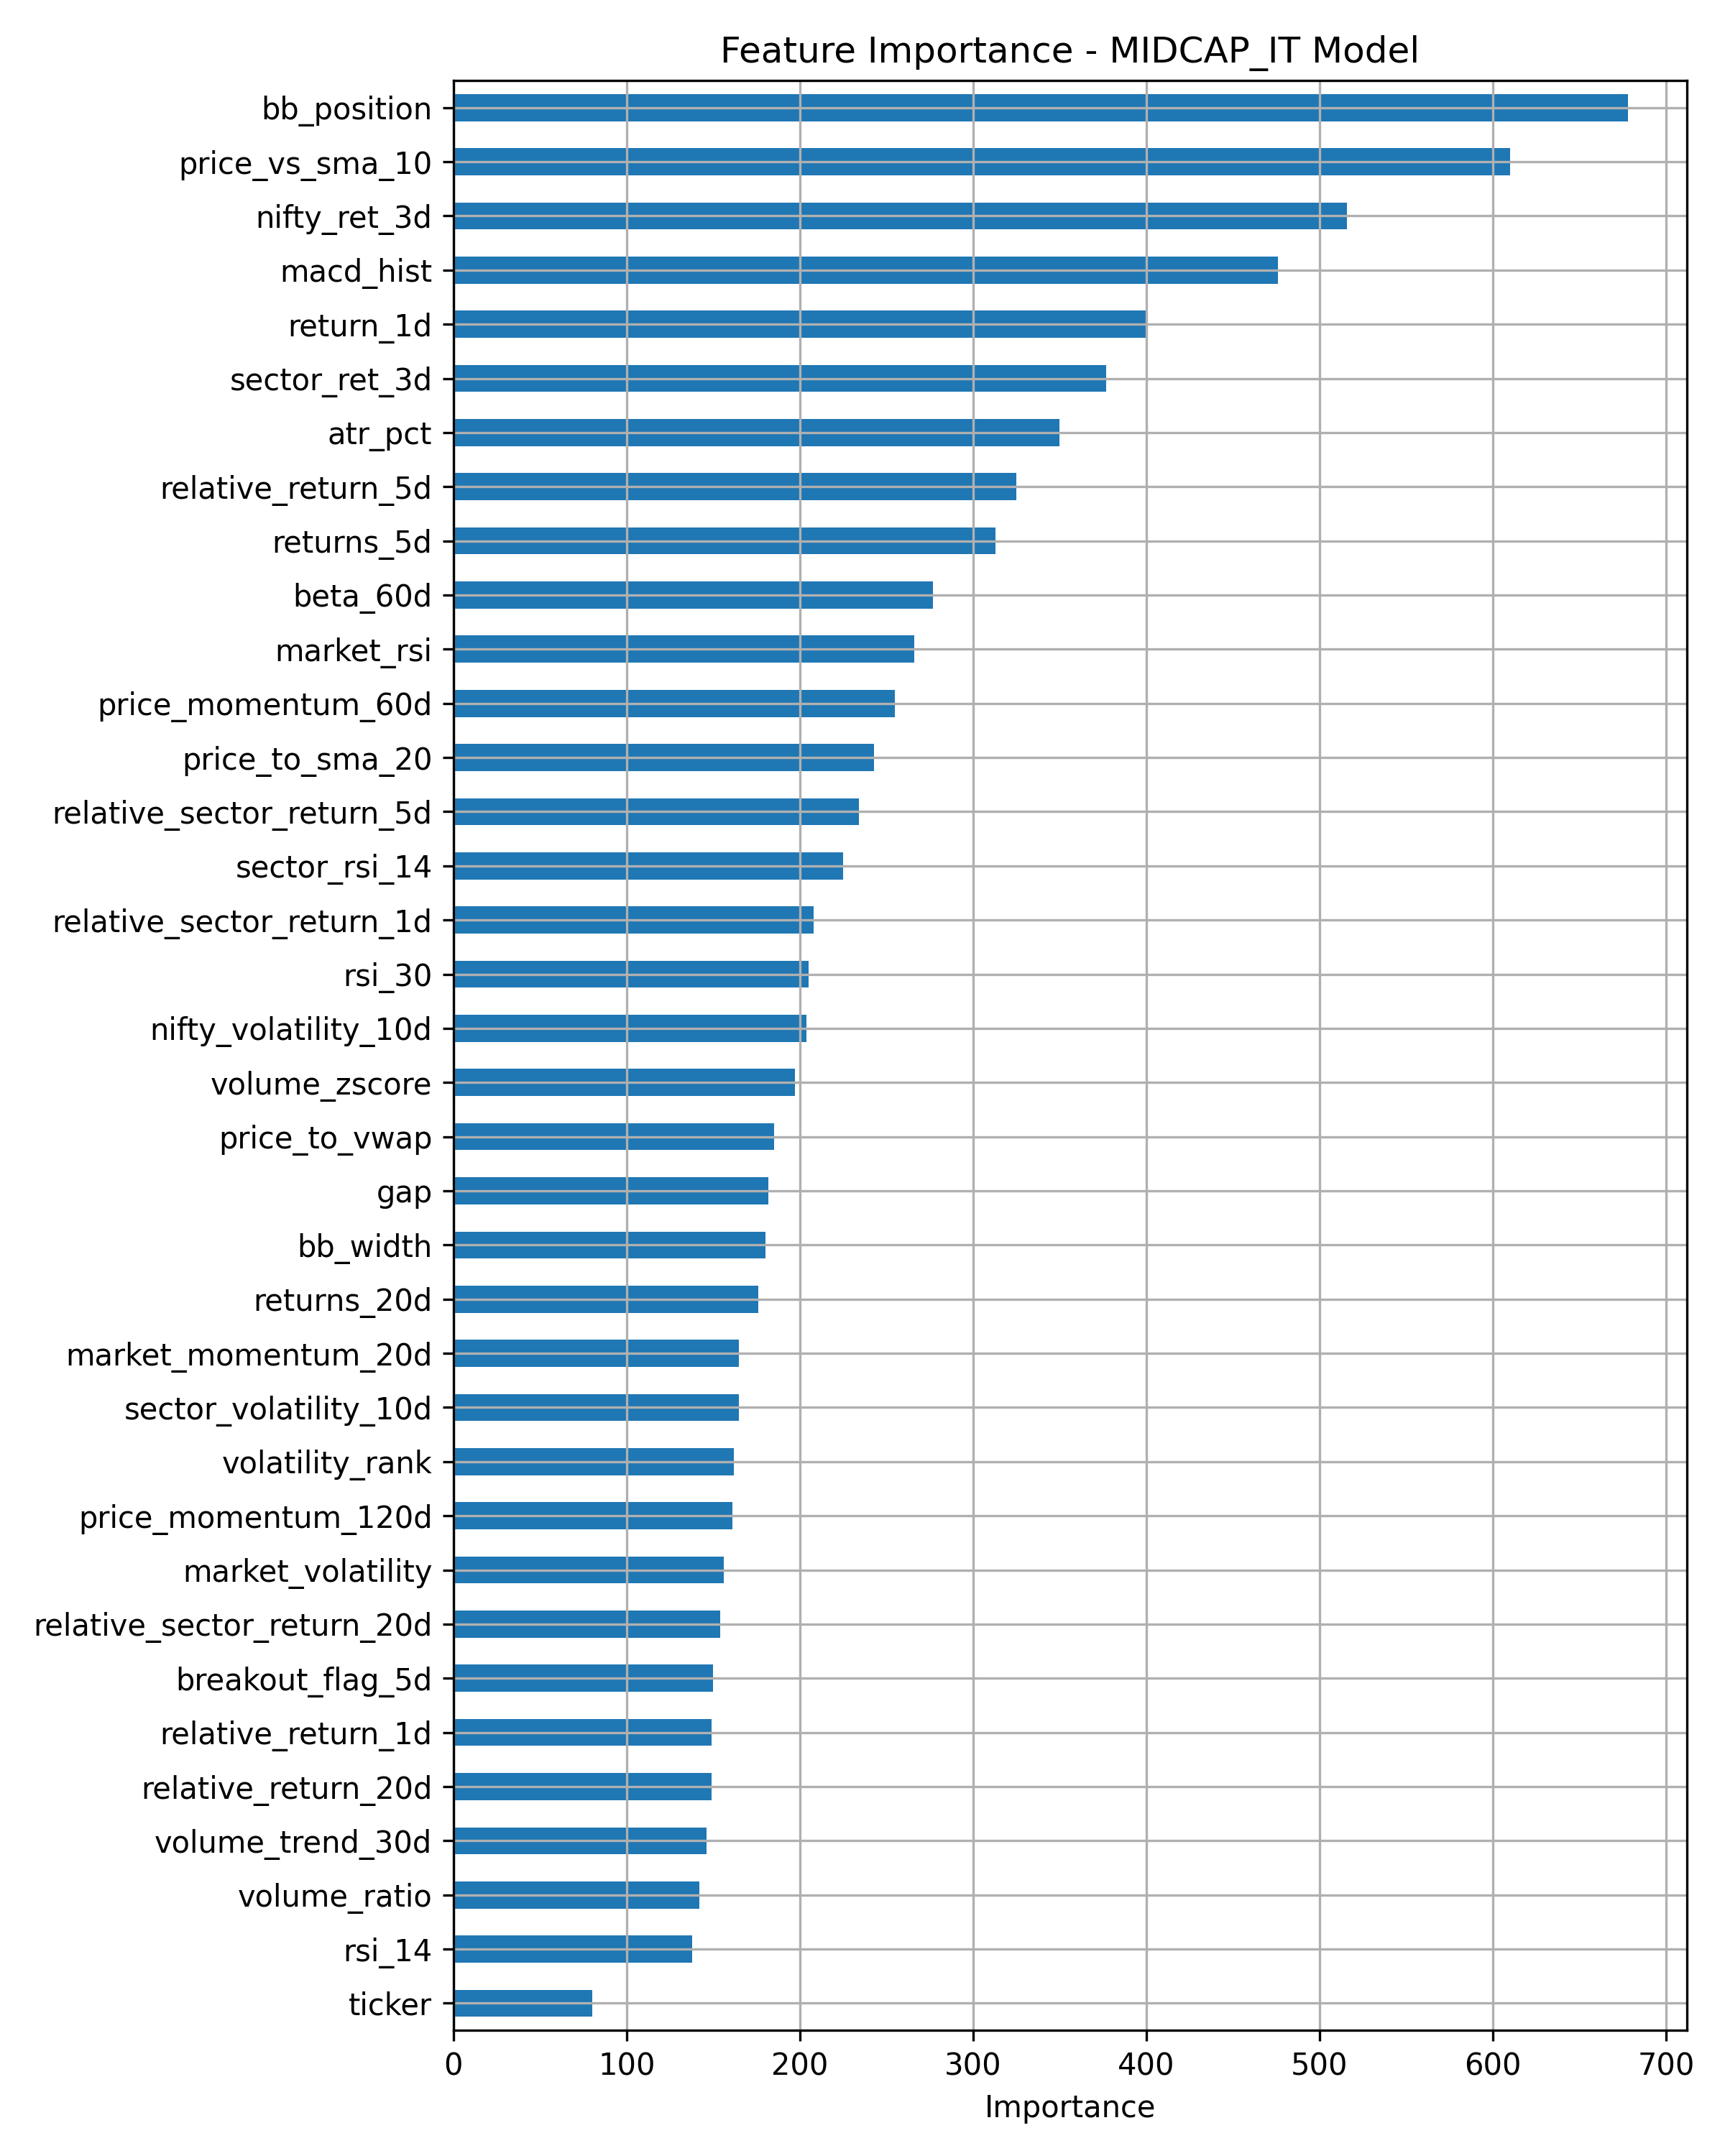 Feature Importance - MIDCAP_IT Model
bb_position
price_vs_sma_10
nifty_ret_3d
macd_hist
return_1d
sector_ret_3d
atr_pct
relative_return_5d
returns_5d
beta_60d
market_rsi
price_momentum_60d
price_to_sma_20
relative_sector_return_5d
sector_rsi_14
relative_sector_return_1d
rsi_30
nifty_volatility_10d
volume_zscore
price_to_vwap
gap
bb_width
returns_20d
market_momentum_20d
sector_volatility_10d
volatility_rank
price_momentum_120d
market_volatility
relative_sector_return_20d
breakout_flag_5d
relative_return_1d
relative_return_20d
volume_trend_30d
volume_ratio
rsi_14
ticker
0 100 200 300 400 500 600 700
Importance